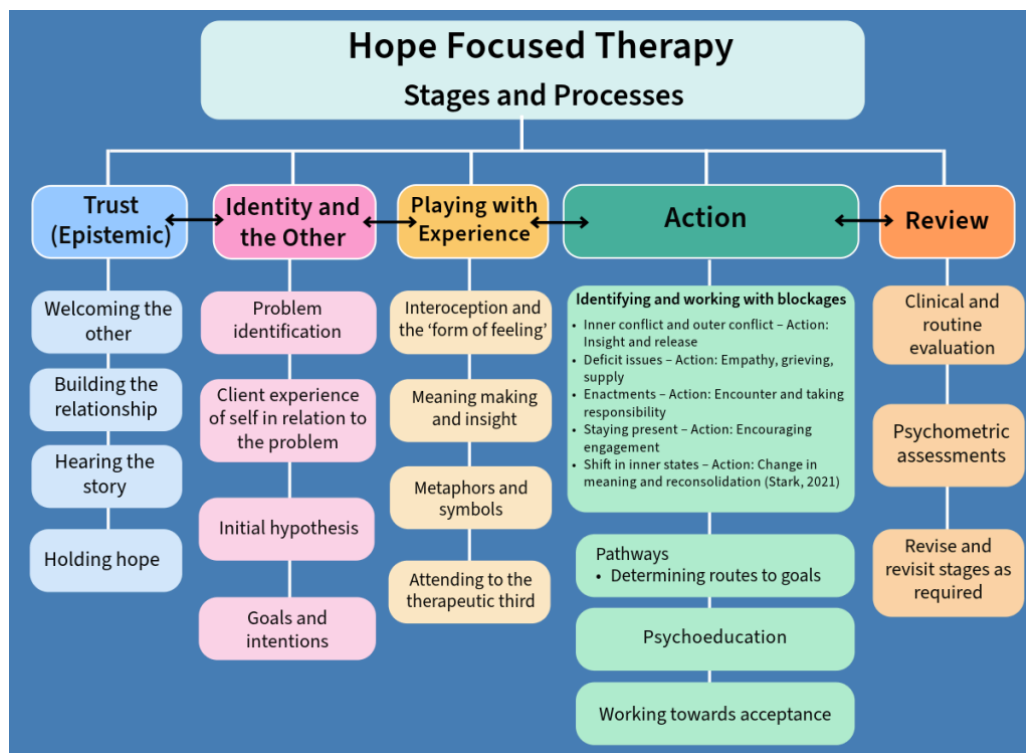 Hope Focused Therapy
Stages and Processes
Trust
(Epistemic)
Welcoming the
other
Building the
relationship
Hearing the
story
Holding hope
Identity and
the Other
Problem
identification
Client experience
of self in relation to
the problem
Initial hypothesis
Goals and
intentions
Playing with
Experience
Interoception and
the ‘form of feeling’
Meaning making
and insight
Metaphors and
symbols
Attending to the
therapeutic third
Action
Identifying and working with blockages
• Inner conflict and outer conflict – Action:
Insight and release
• Deficit issues – Action: Empathy, grieving,
supply
• Enactments – Action: Encounter and taking
responsibility
• Staying present – Action: Encouraging
engagement
• Shift in inner states – Action: Change in
meaning and reconsolidation (Stark, 2021)
Pathways
• Determining routes to goals
Psychoeducation
Working towards acceptance
Review
Clinical and
routine
evaluation
Psychometric
assessments
Revise and
revisit stages as
required